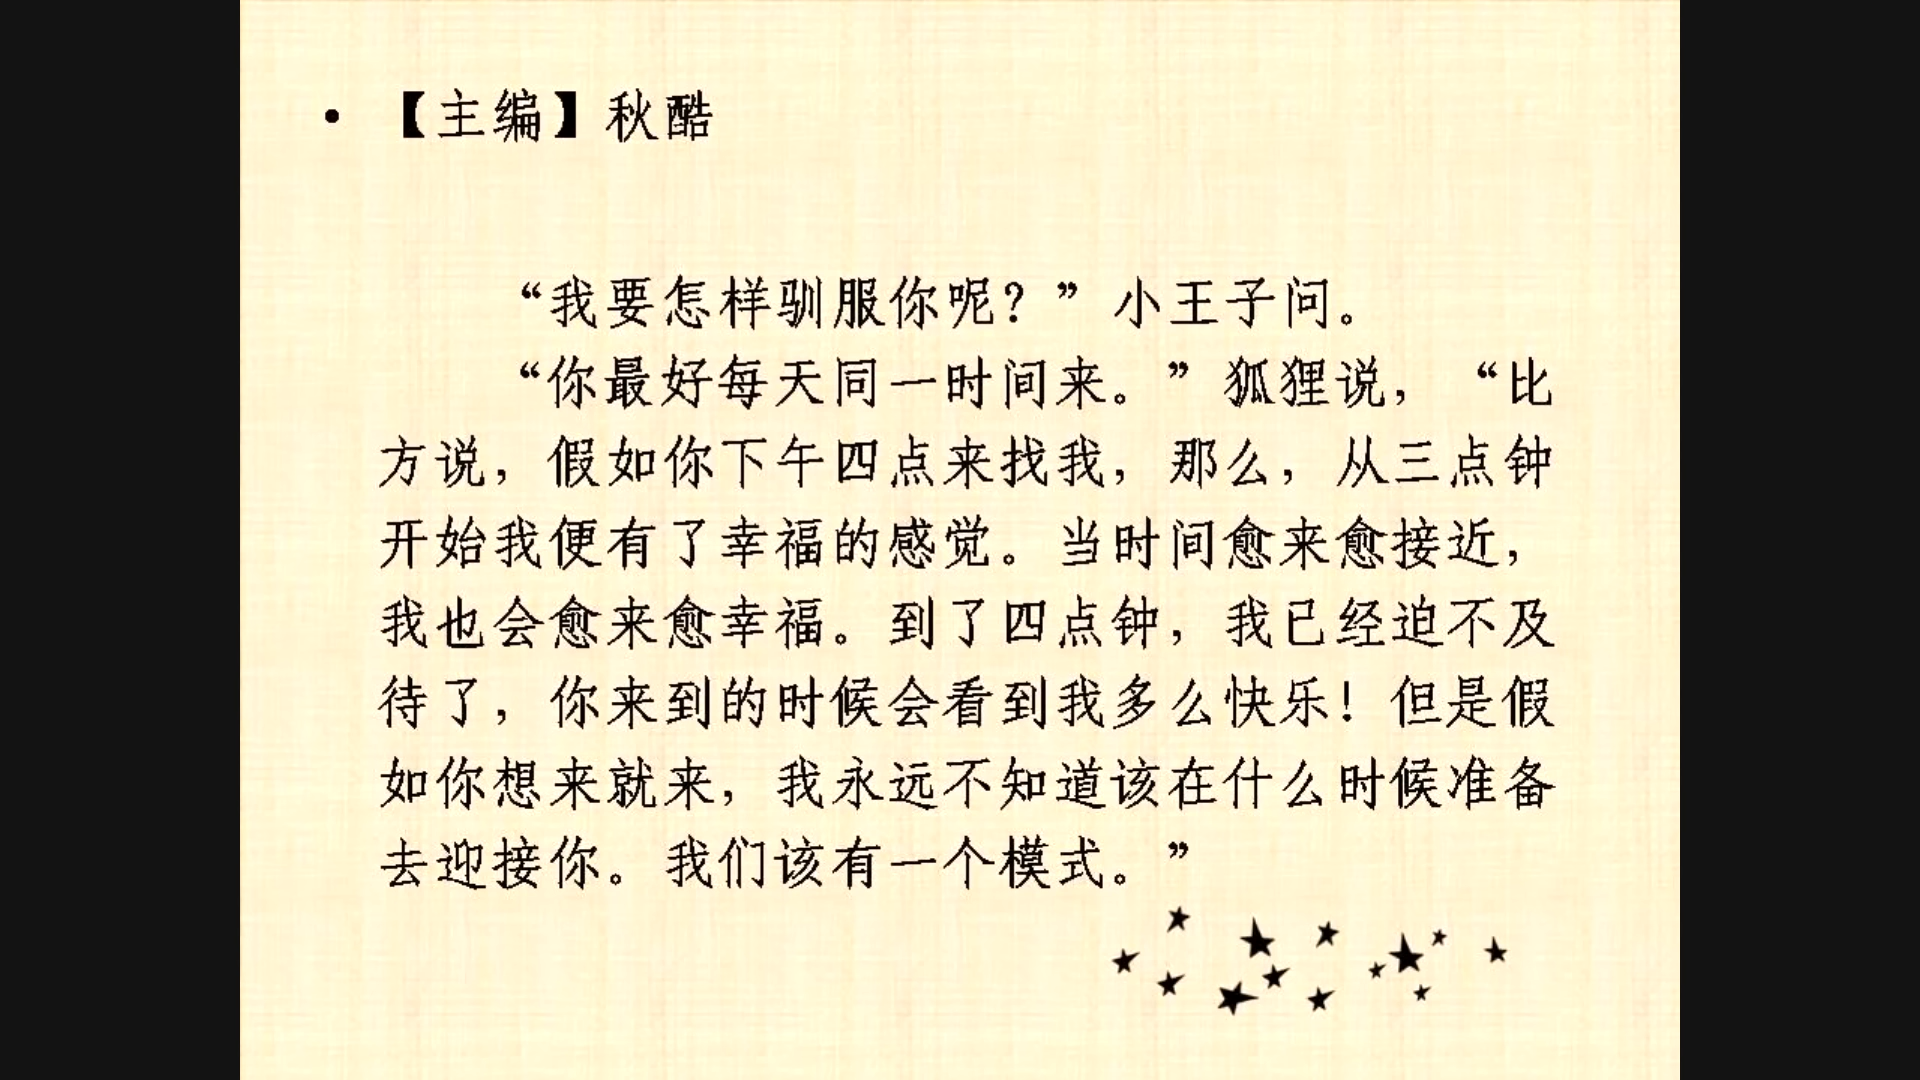 • 【主编】秋酷
“我要怎样驯服你呢？”小王子问。
“你最好每天同一时间来。”狐狸说，“比
方说，假如你下午四点来找我，那么，从三点钟
开始我便有了幸福的感觉。当时间愈来愈接近，
我也会愈来愈幸福。到了四点钟，我已经迫不及
待了，你来到的时候会看到我多么快乐！但是假
如你想来就来，我永远不知道该在什么时候准备
去迎接你。我们该有一个模式。”